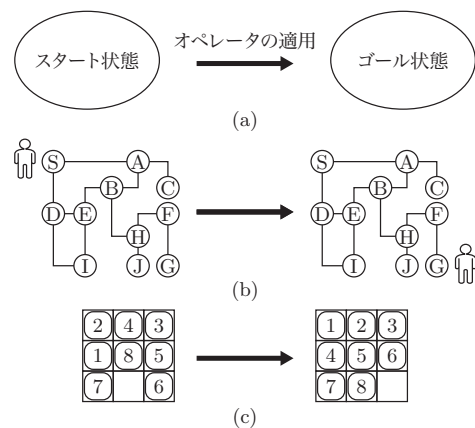 オペレータの適用
スタート状態
ゴール状態
(a)
S A C
B
D E F
H
I J G
S A C
B
D E F
H
I J G
(b)
2 4 3
1 8 5
7 6
1 2 3
4 5 6
7 8
(c)